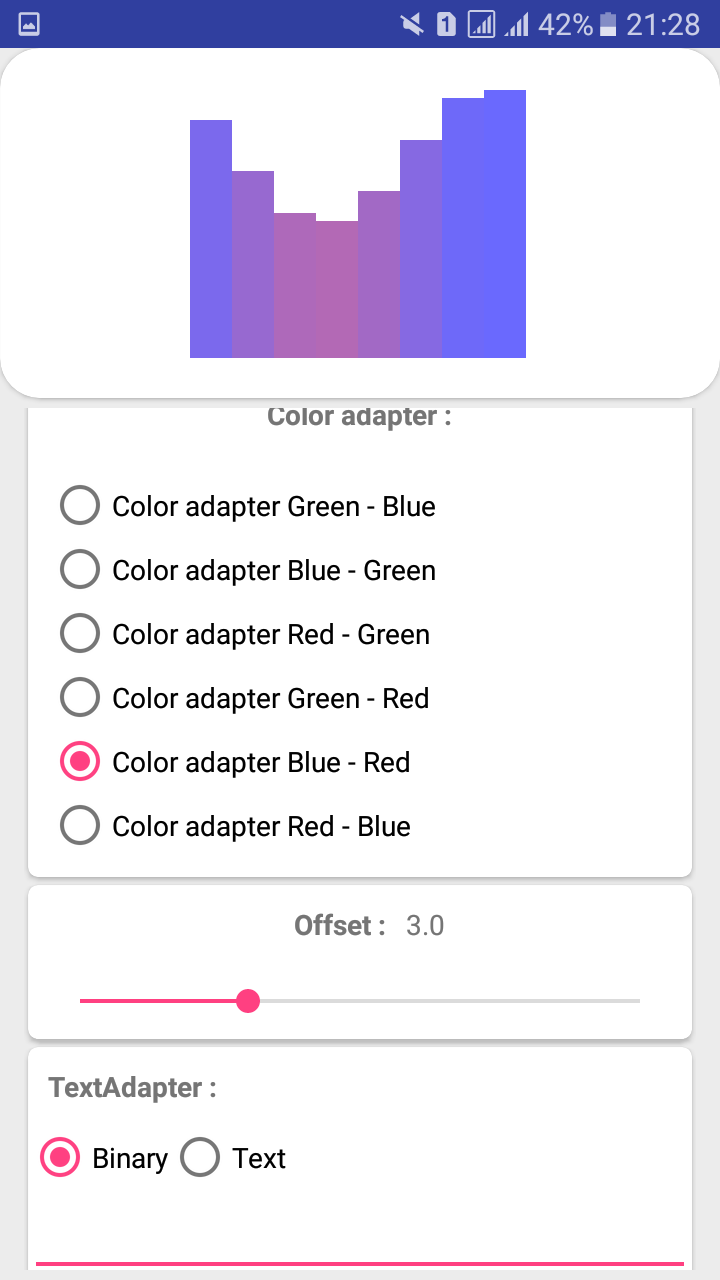 1 42% 21:28
Color adapter :
Color adapter Green - Blue
Color adapter Blue - Green
Color adapter Red - Green
Color adapter Green - Red
Color adapter Blue - Red
Color adapter Red - Blue
Offset : 3.0
TextAdapter :
Binary Text